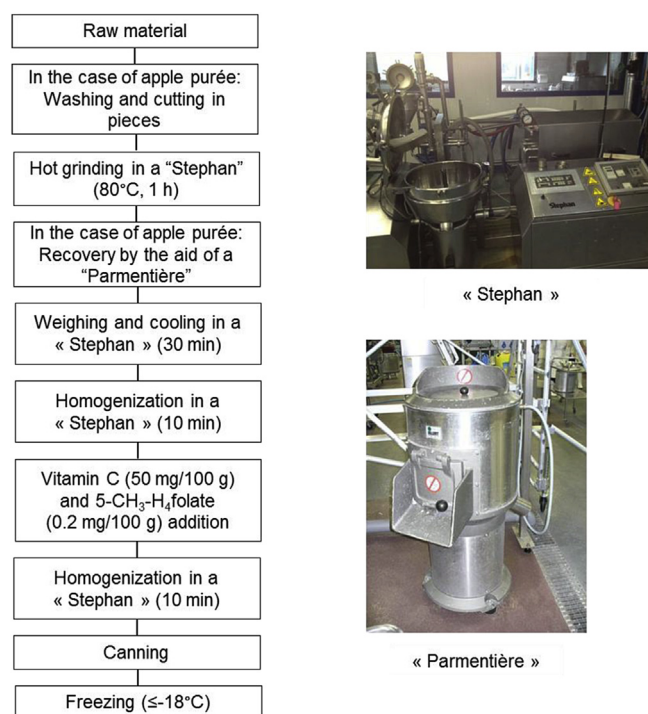 Raw material
In the case of apple purée:
Washing and cutting in
pieces
Hot grinding in a “Stephan”
(80°C, 1 h)
In the case of apple purée:
Recovery by the aid of a
“Parmentière”
Weighing and cooling in a
« Stephan » (30 min)
Homogenization in a
« Stephan » (10 min)
Vitamin C (50 mg/100 g)
and 5-CH₃-H₄folate
(0.2 mg/100 g) addition
Homogenization in a
« Stephan » (10 min)
Canning
Freezing (≤-18°C)
Stephan
« Stephan »
« Parmentière »